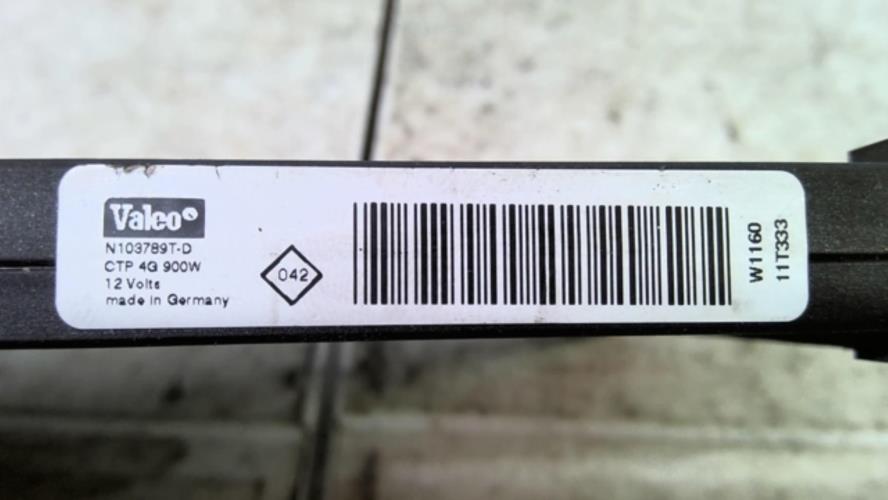 Valeo
N103789T-D
CTP 4G 900W
12 Volts
made in Germany
042
W1160
11T333